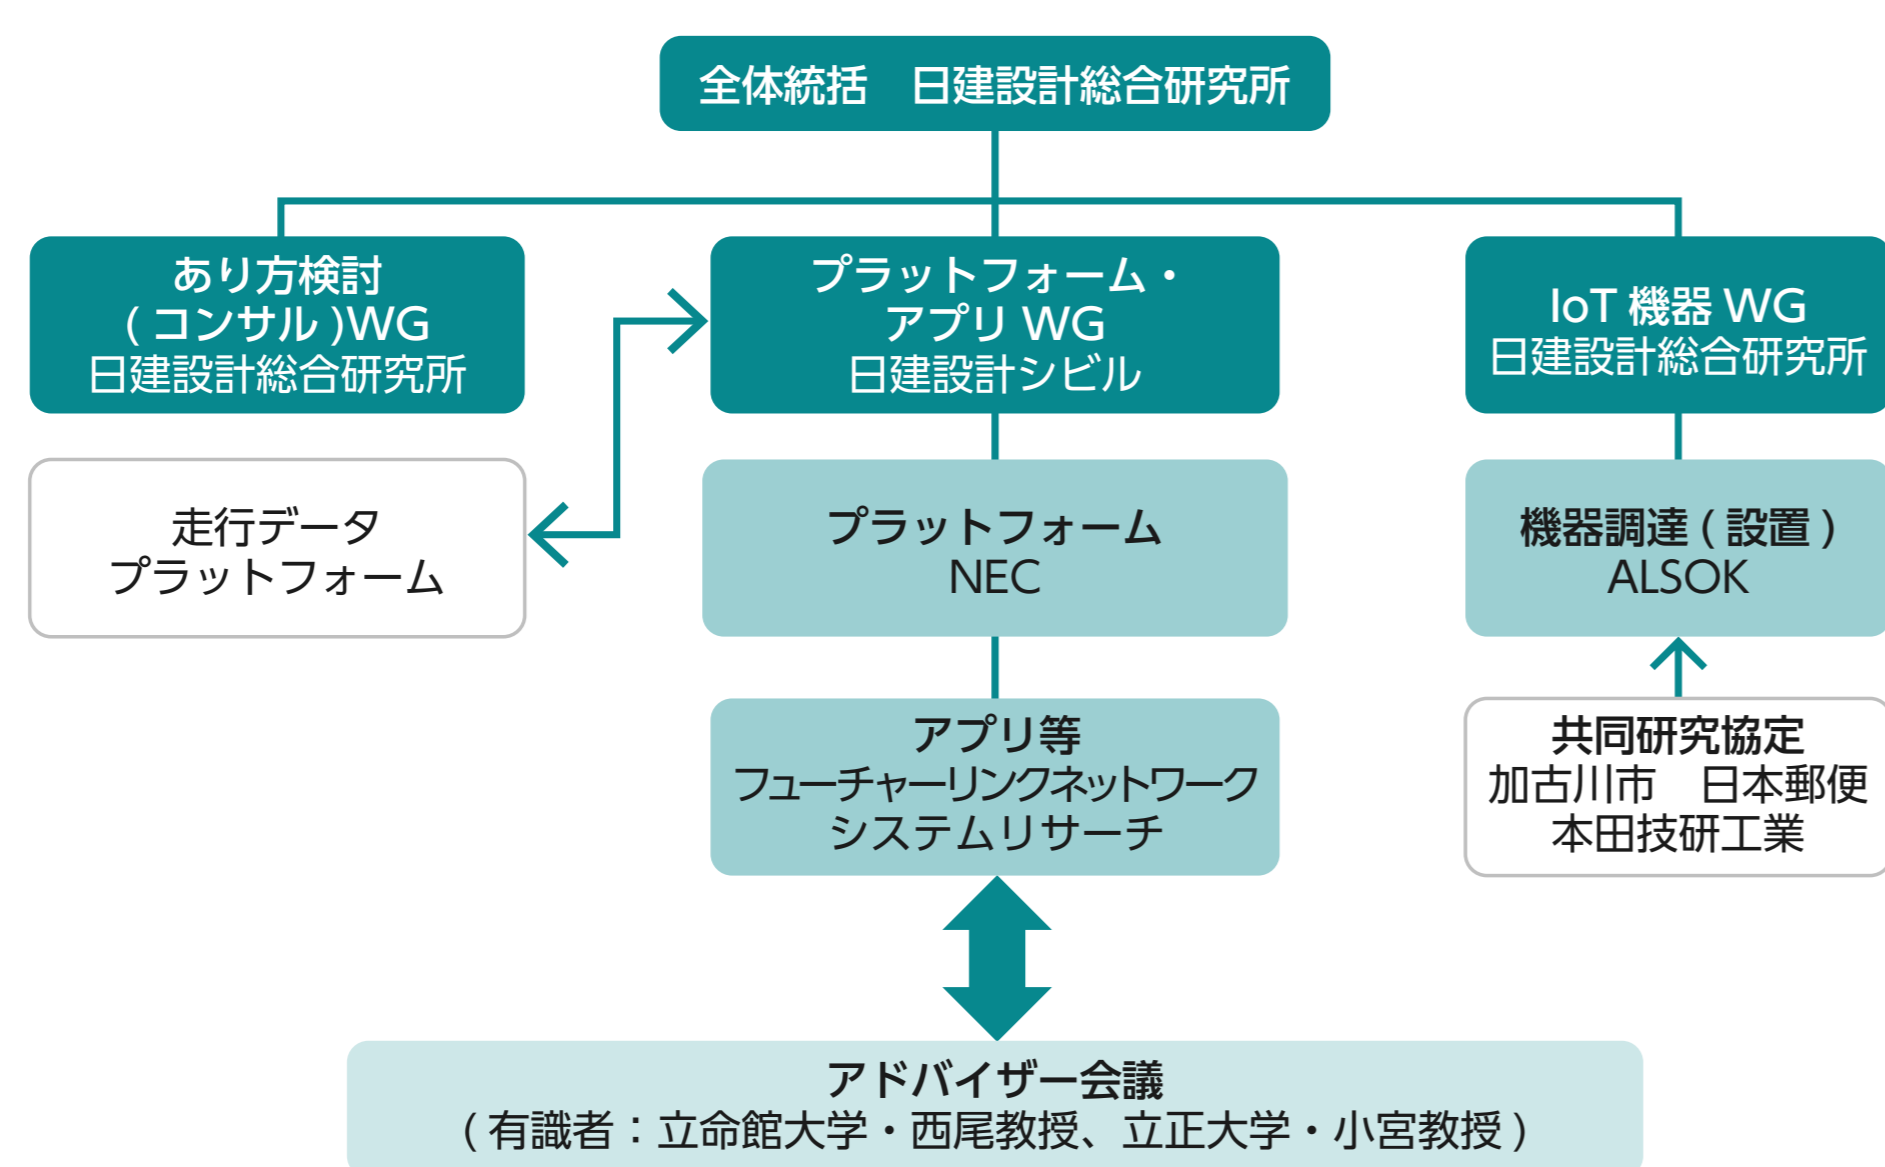 全体統括　日建設計総合研究所
あり方検討
(コンサル)WG
日建設計総合研究所
プラットフォーム・
アプリ WG
日建設計シビル
IoT 機器 WG
日建設計総合研究所
走行データ
プラットフォーム
プラットフォーム
NEC
機器調達(設置)
ALSOK
アプリ等
フューチャーリンクネットワーク
システムリサーチ
共同研究協定
加古川市　日本郵便
本田技研工業
アドバイザー会議
(有識者：立命館大学・西尾教授、立正大学・小宮教授)